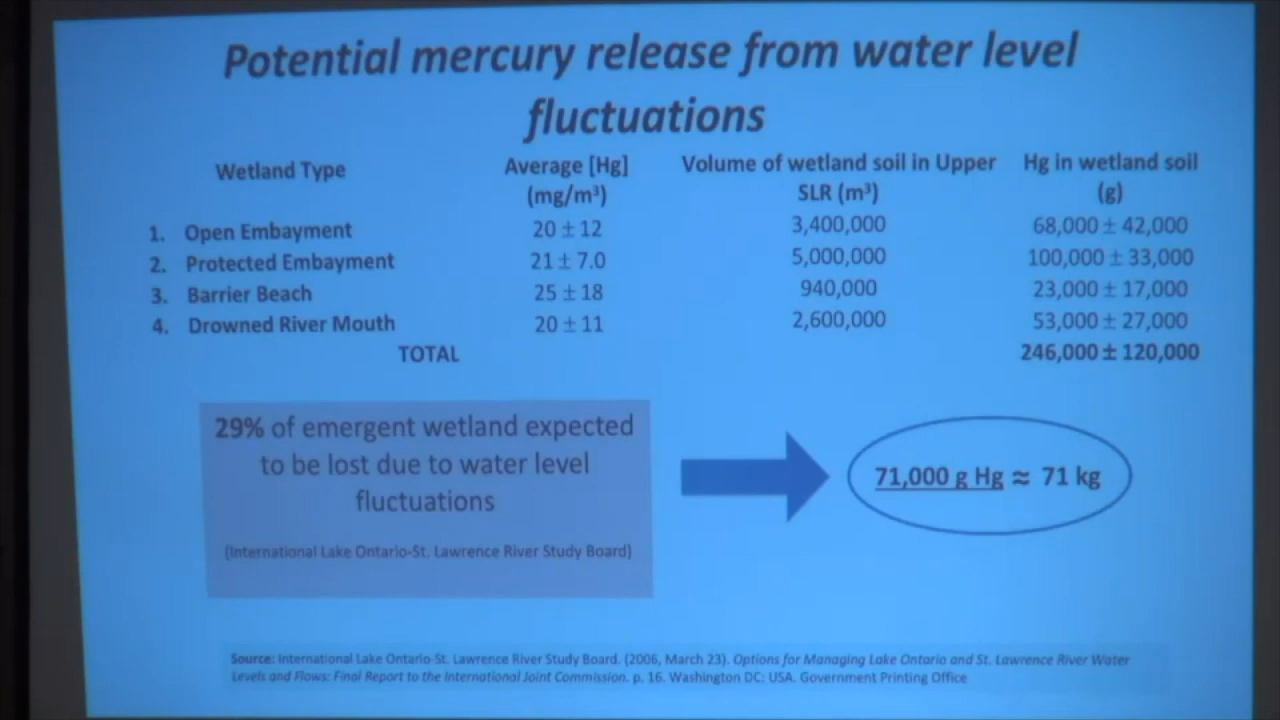 Potential mercury release from water level
fluctuations
Wetland Type Average [Hg] Volume of wetland soil in Upper Hg in wetland soil
(mg/m³) SLR (m³) (g)
1. Open Embayment 20 ± 12 3,400,000 68,000 ± 42,000
2. Protected Embayment 21 ± 7.0 5,000,000 100,000 ± 33,000
3. Barrier Beach 25 ± 18 940,000 23,000 ± 17,000
4. Drowned River Mouth 20 ± 11 2,600,000 53,000 ± 27,000
TOTAL 246,000 ± 120,000
29% of emergent wetland expected
to be lost due to water level
fluctuations
(International Lake Ontario-St. Lawrence River Study Board)
71,000 g Hg ≈ 71 kg
Source: International Lake Ontario-St. Lawrence River Study Board. (2006, March 23). Options for Managing Lake Ontario and St. Lawrence River Water
Levels and Flows: Final Report to the International Joint Commission. p. 16. Washington DC: USA. Government Printing Office